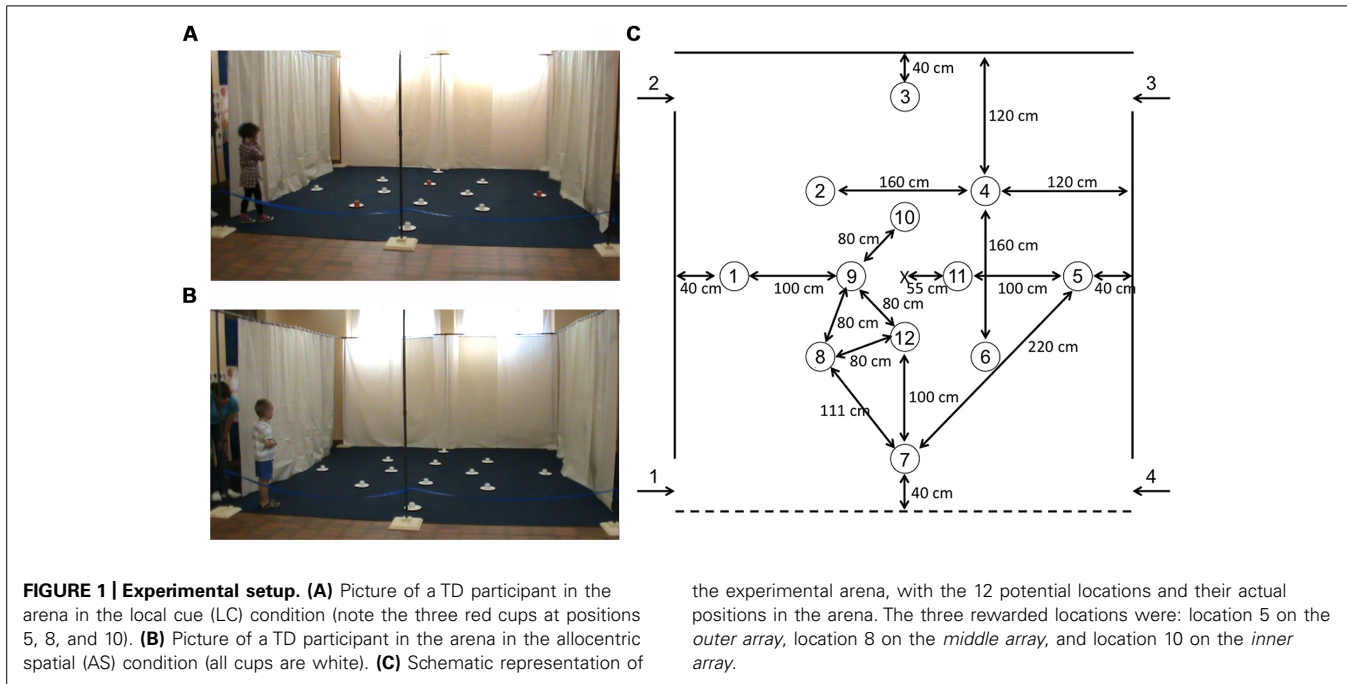 A
B
C
40 cm
2
3
3
120 cm
2
160 cm
4
120 cm
10
80 cm
160 cm
1
9
X
11
5
40 cm
100 cm
55 cm
100 cm
40 cm
80 cm
80 cm
12
8
80 cm
6
220 cm
100 cm
111 cm
7
1
40 cm
4
FIGURE 1 | Experimental setup. (A) Picture of a TD participant in the
arena in the local cue (LC) condition (note the three red cups at positions
5, 8, and 10). (B) Picture of a TD participant in the arena in the allocentric
spatial (AS) condition (all cups are white). (C) Schematic representation of
the experimental arena, with the 12 potential locations and their actual
positions in the arena. The three rewarded locations were: location 5 on the
outer array, location 8 on the middle array, and location 10 on the inner
array.